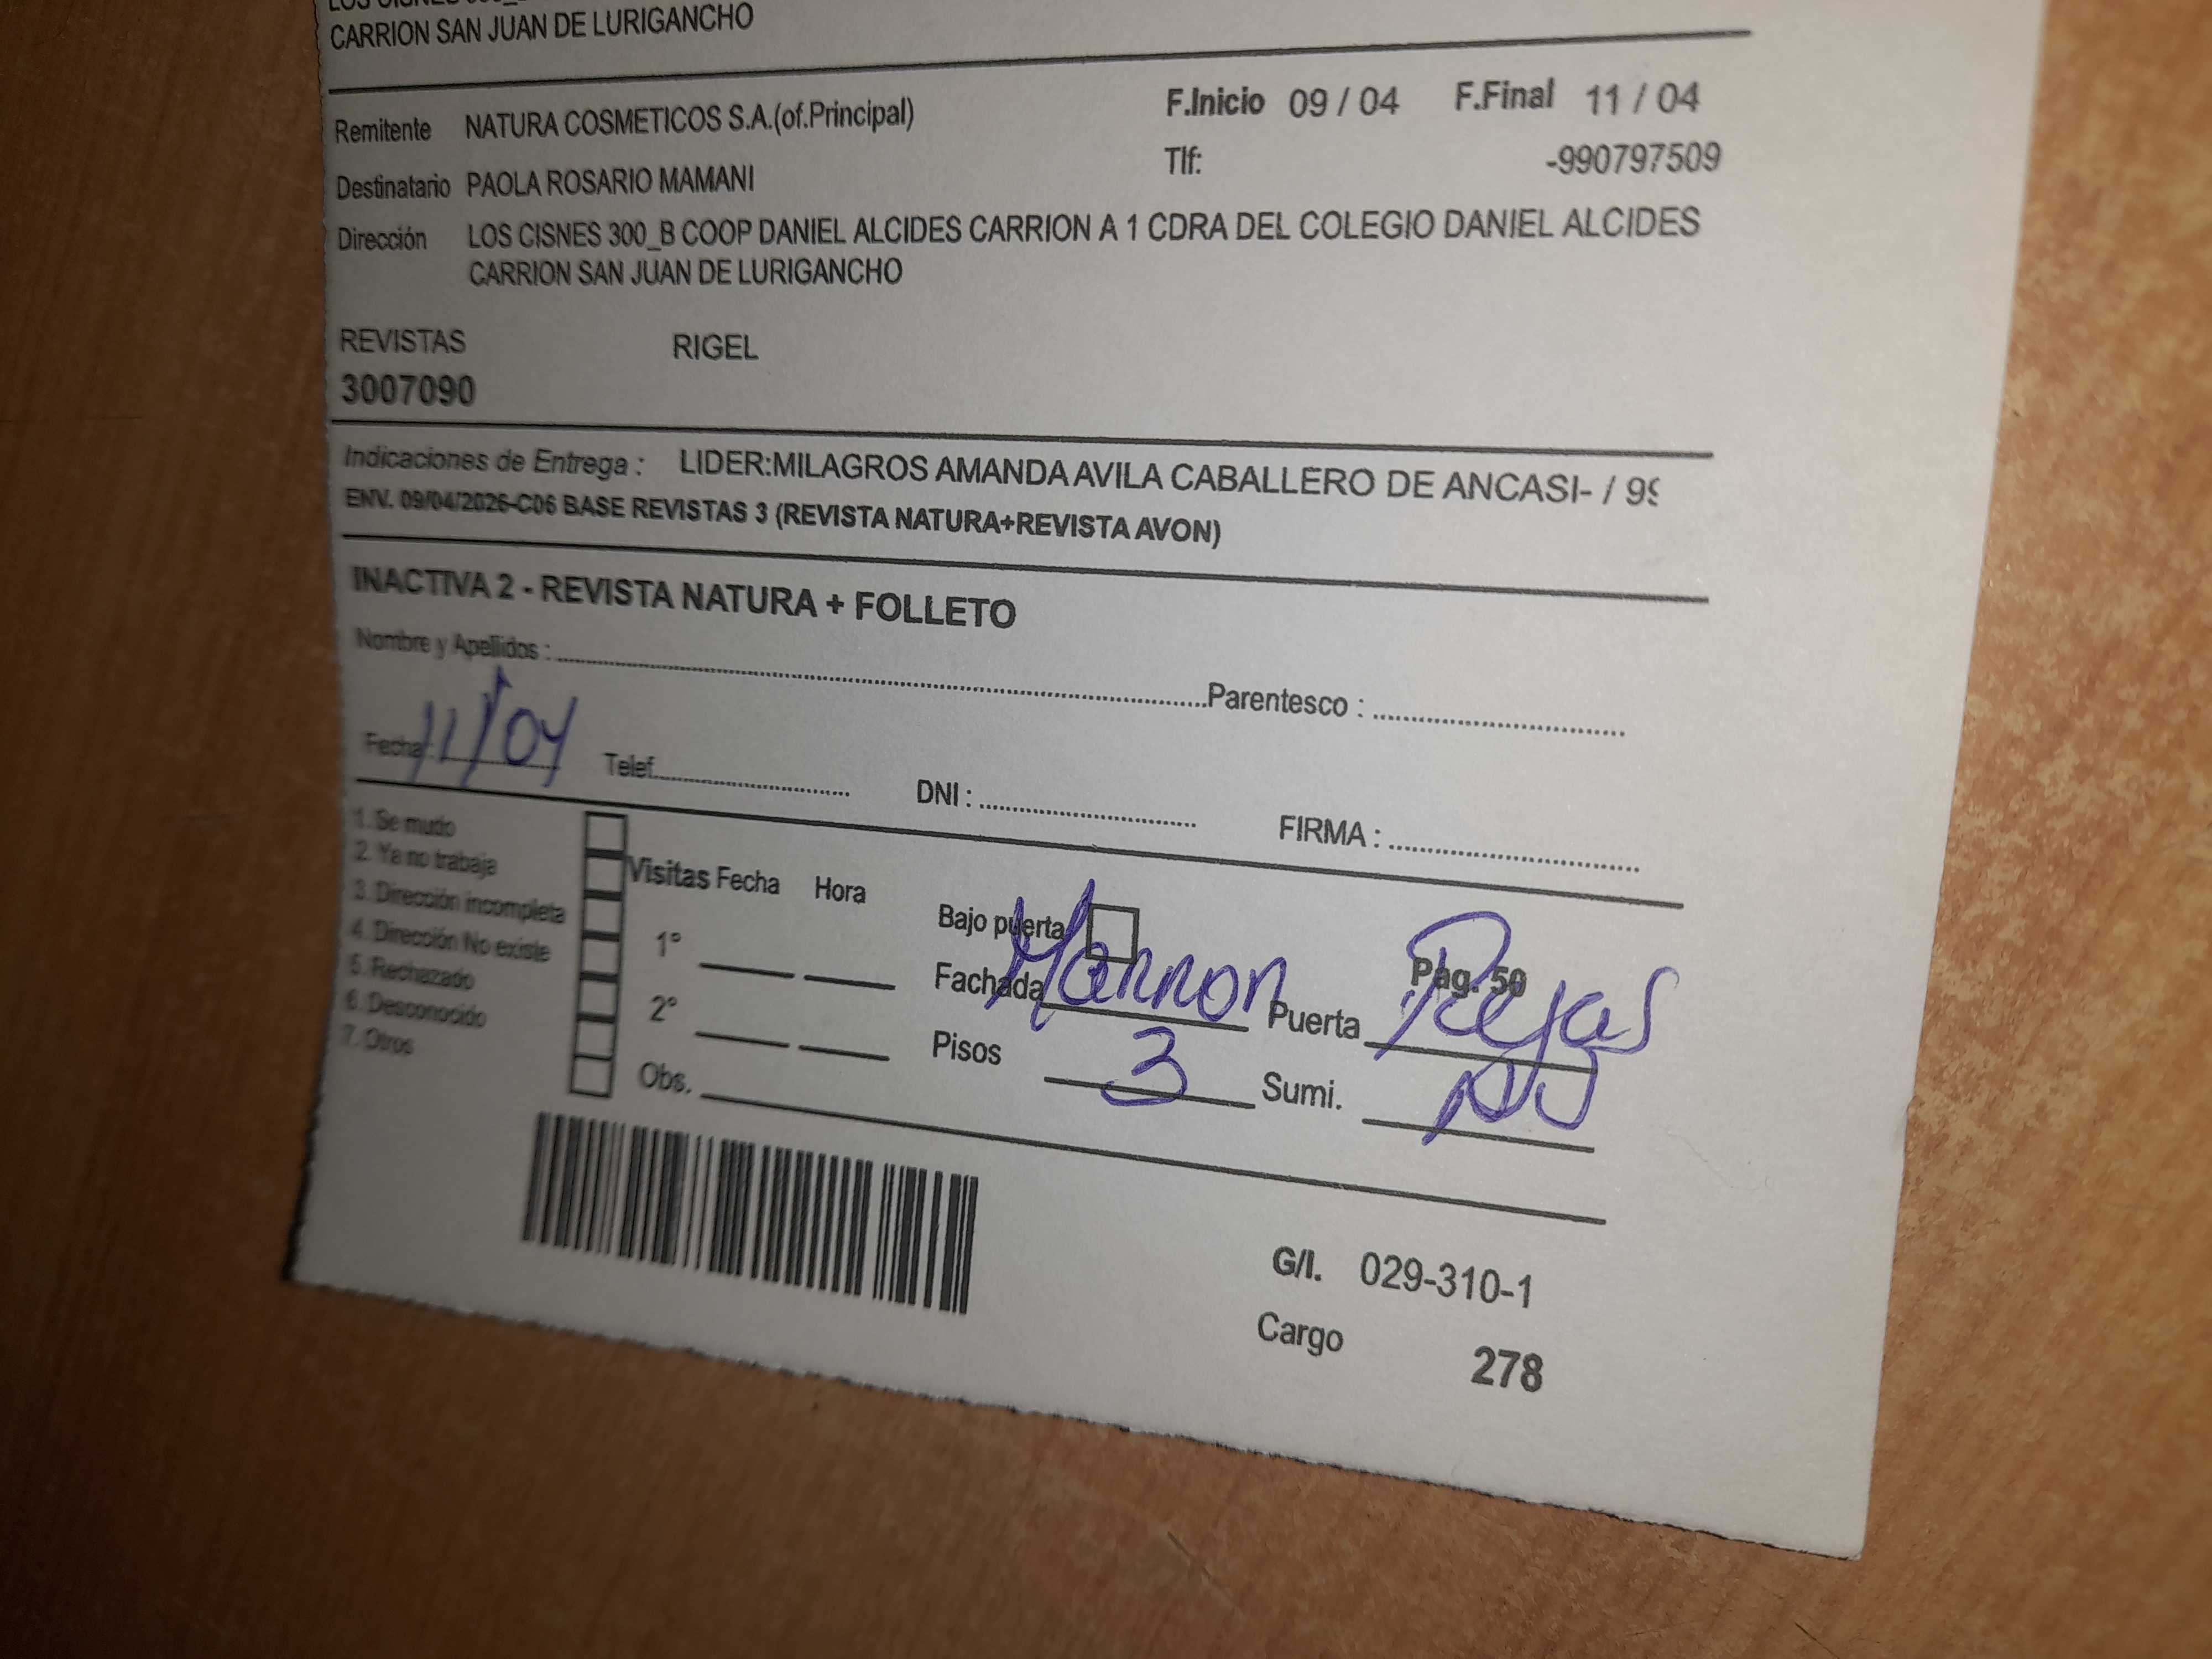 CARRION SAN JUAN DE LURIGANCHO
Remitente NATURA COSMETICOS S.A.(of.Principal) F.Inicio 09 / 04 F.Final 11 / 04
Destinatario PAOLA ROSARIO MAMANI Tlf: -990797509
Dirección LOS CISNES 300_B COOP DANIEL ALCIDES CARRION A 1 CDRA DEL COLEGIO DANIEL ALCIDES
CARRION SAN JUAN DE LURIGANCHO
REVISTAS RIGEL
3007090
Indicaciones de Entrega : LIDER:MILAGROS AMANDA AVILA CABALLERO DE ANCASI- / 99
ENV. 09/04/2026-C06 BASE REVISTAS 3 (REVISTA NATURA+REVISTA AVON)
INACTIVA 2 - REVISTA NATURA + FOLLETO
Nombre y Apellidos : Parentesco :
Fecha: 11/04 Telef. DNI : FIRMA :
1. Se mudo
2. Ya no trabaja
3. Dirección incompleta
4. Dirección No existe
5. Rechazado
6. Desconocido
7. Otros
Visitas Fecha Hora
1°
2°
Obs.
Bajo puerta
Pag. 50
Fachada Marron Puerta Rejas
Pisos 3 Sumi.
G/I. 029-310-1
Cargo 278